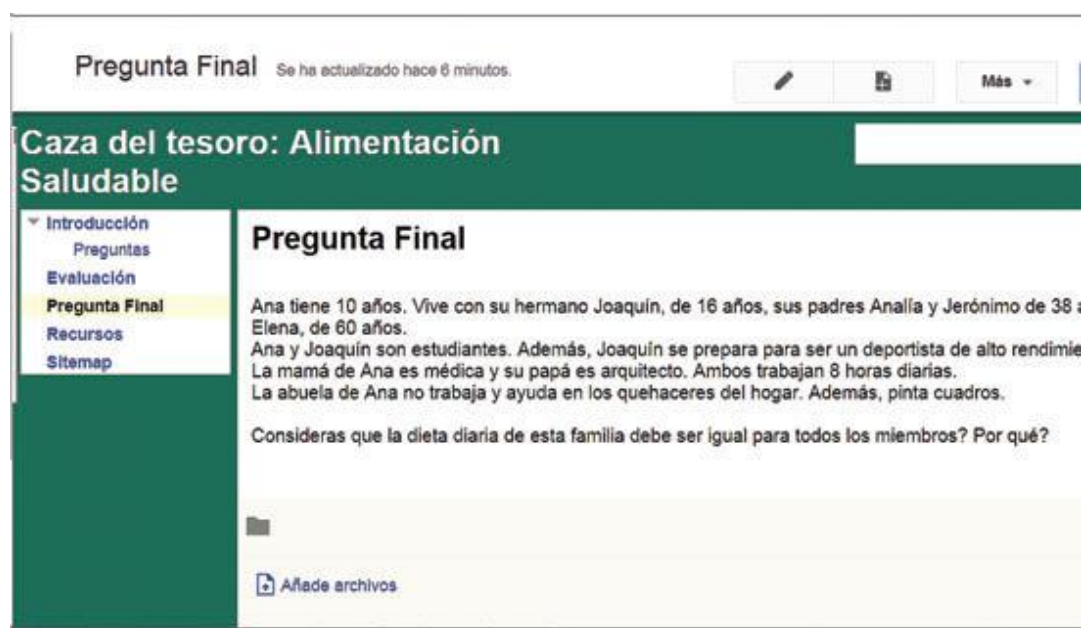 Pregunta Final Se ha actualizado hace 6 minutos.
Más
Caza del tesoro: Alimentación
Saludable
Introducción
Preguntas
Evaluación
Pregunta Final
Recursos
Sitemap
Pregunta Final
Ana tiene 10 años. Vive con su hermano Joaquín, de 16 años, sus padres Analía y Jerónimo de 38
Elena, de 60 años.
Ana y Joaquín son estudiantes. Además, Joaquín se prepara para ser un deportista de alto
La mamá de Ana es médica y su papá es arquitecto. Ambos trabajan 8 horas diarias.
La abuela de Ana no trabaja y ayuda en los quehaceres del hogar. Además, pinta cuadros.
Consideras que la dieta diaria de esta familia debe ser igual para todos los miembros? Por qué?
Añade archivos